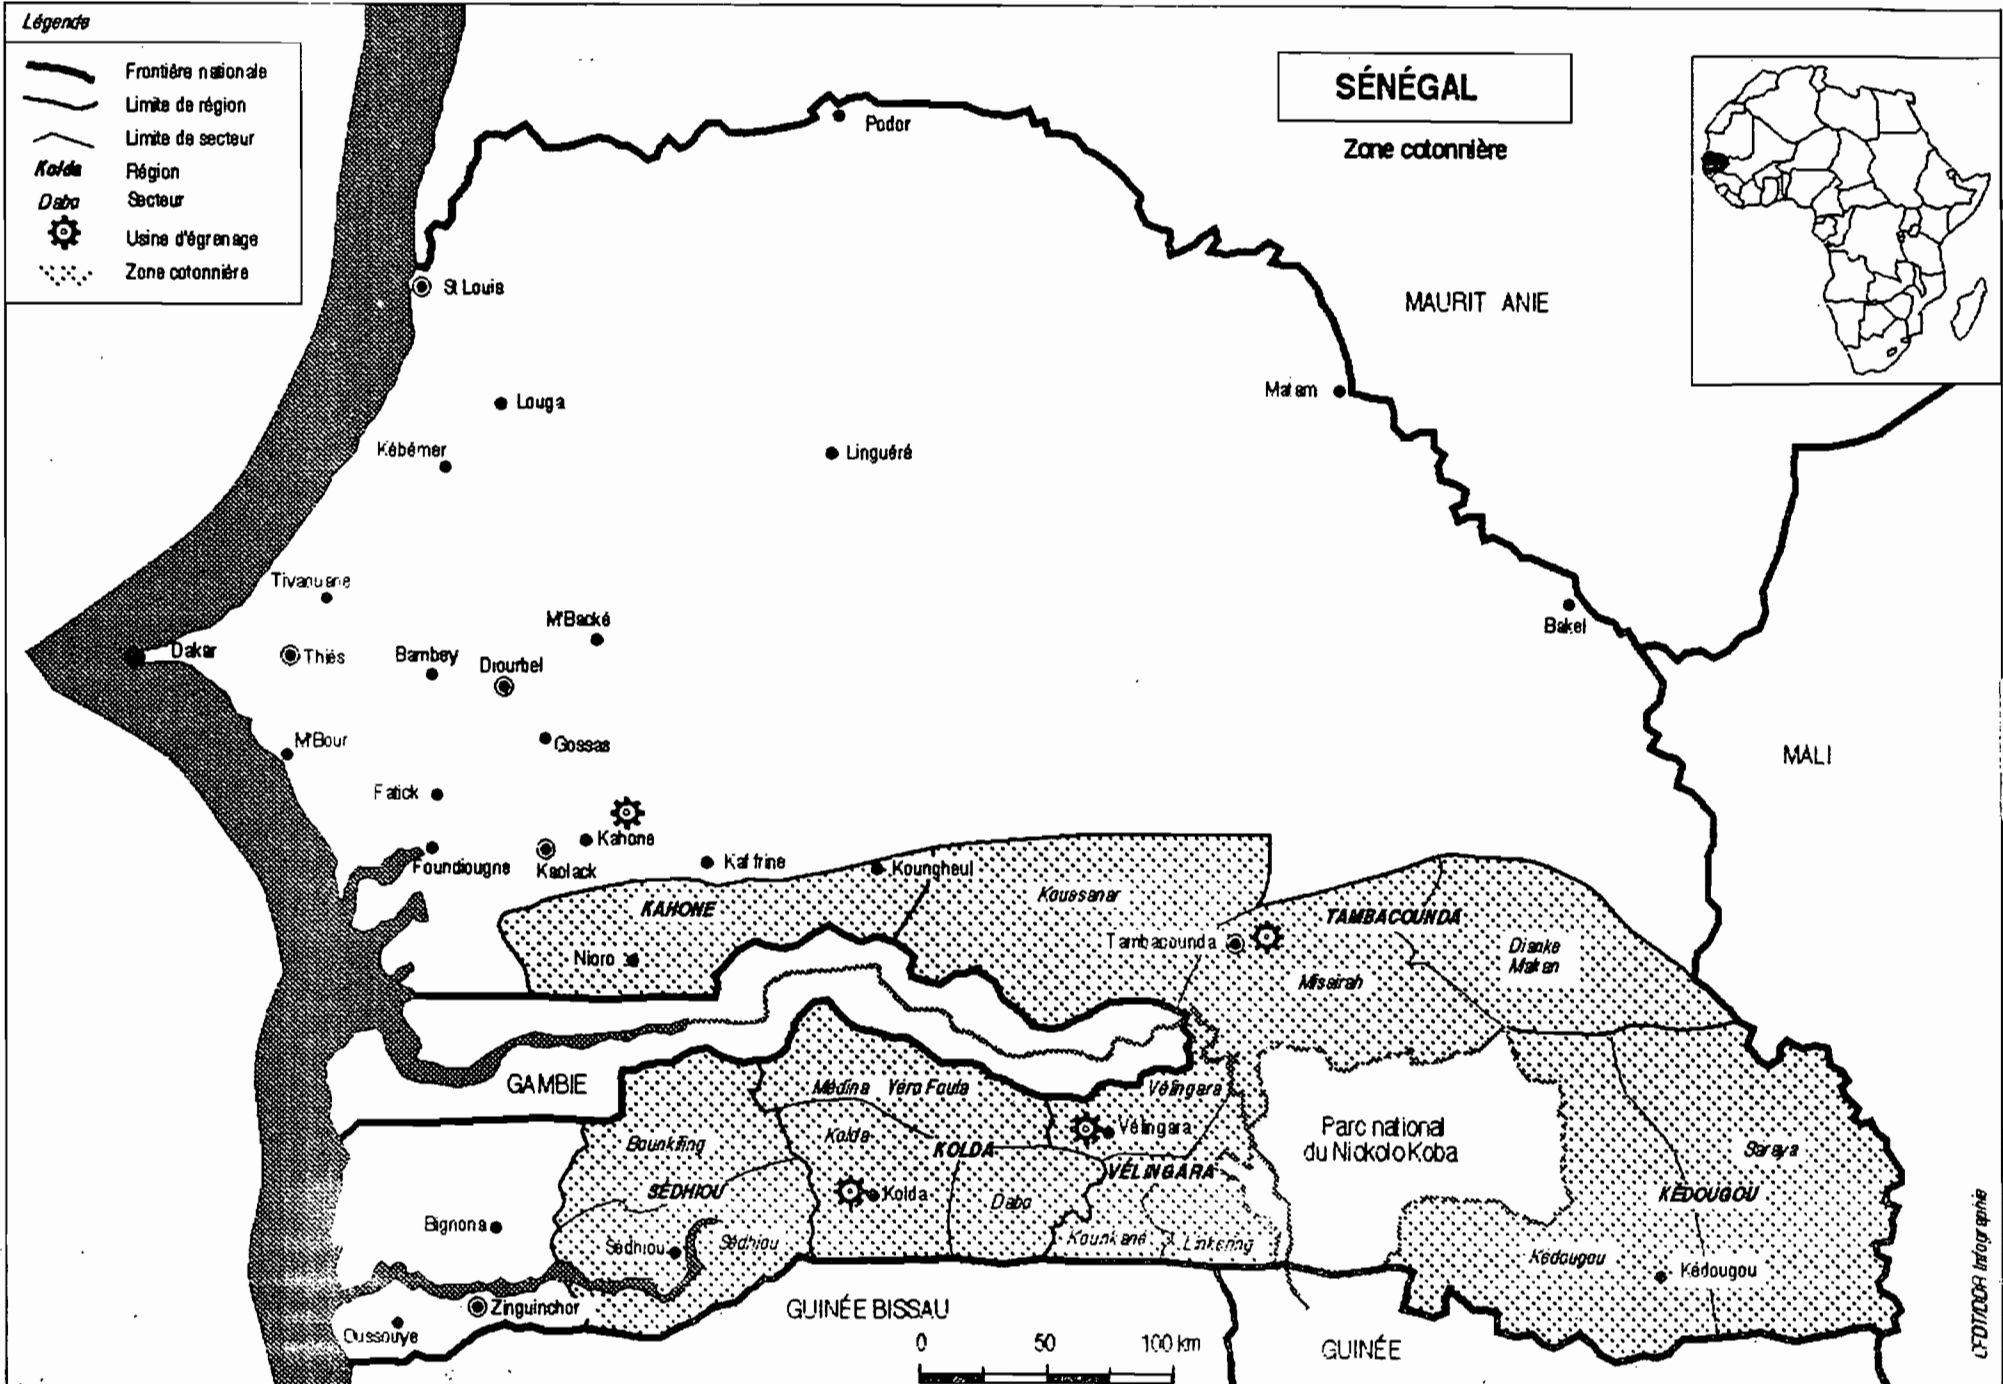 Légende
Frontière nationale
Limite de région
Limite de secteur
Kolda Région
Dabo Secteur
Usine d'égrenage
Zone cotonnière
SÉNÉGAL
Zone cotonnière
Podor
St Louis
MAURIT ANIE
Matam
Louga
Kébémer
Linguéré
Tivaouane
M'Backé
Bakel
Dakar
Thiés
Bambey
Diourbel
M'Bour
Gossas
MALI
Fatick
Kahone
Foundiougne
Kaolack
Kaffrine
Koungheul
Koussanar
KAHONE
TAMBACOUNDA
Tambacounda
Nioro
Missirah
Dianke
Makan
GAMBIE
Médina Yéro Foula
Vélingara
Vélingara
Parc national
du Niokolo Koba
Bounkiling
Kolda
KOLDA
VÉLINGARA
Saraya
SÉDHIOU
Kolda
Dabo
KÉDOUGOU
Bignona
Sédhiou
Sédhiou
Kounkané
Linkering
Kédougou
Kédougou
Zinguinchor
Oussouye
GUINÉE BISSAU
GUINÉE
0 50 100 km
CFDT/DDR Infographie